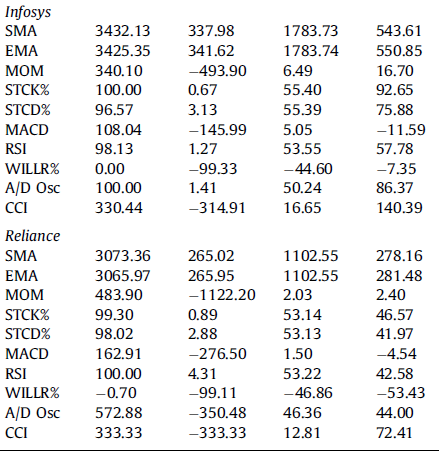 Infosys
SMA 3432.13 337.98 1783.73 543.61
EMA 3425.35 341.62 1783.74 550.85
MOM 340.10 −493.90 6.49 16.70
STCK% 100.00 0.67 55.40 92.65
STCD% 96.57 3.13 55.39 75.88
MACD 108.04 −145.99 5.05 −11.59
RSI 98.13 1.27 53.55 57.78
WILLR% 0.00 −99.33 −44.60 −7.35
A/D Osc 100.00 1.41 50.24 86.37
CCI 330.44 −314.91 16.65 140.39
Reliance
SMA 3073.36 265.02 1102.55 278.16
EMA 3065.97 265.95 1102.55 281.48
MOM 483.90 −1122.20 2.03 2.40
STCK% 99.30 0.89 53.14 46.57
STCD% 98.02 2.88 53.13 41.97
MACD 162.91 −276.50 1.50 −4.54
RSI 100.00 4.31 53.22 42.58
WILLR% −0.70 −99.11 −46.86 −53.43
A/D Osc 572.88 −350.48 46.36 44.00
CCI 333.33 −333.33 12.81 72.41